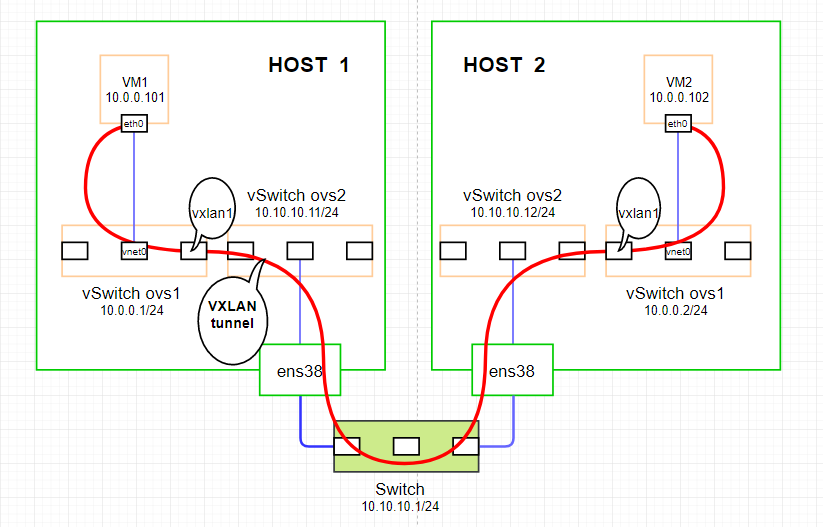 HOST 1
HOST 2
VM1
10.0.0.101
eth0
VM2
10.0.0.102
eth0
vxlan1
vSwitch ovs2
10.10.10.11/24
vSwitch ovs2
10.10.10.12/24
vxlan1
vnet0
vnet0
vSwitch ovs1
10.0.0.1/24
VXLAN
tunnel
vSwitch ovs1
10.0.0.2/24
ens38
ens38
Switch
10.10.10.1/24